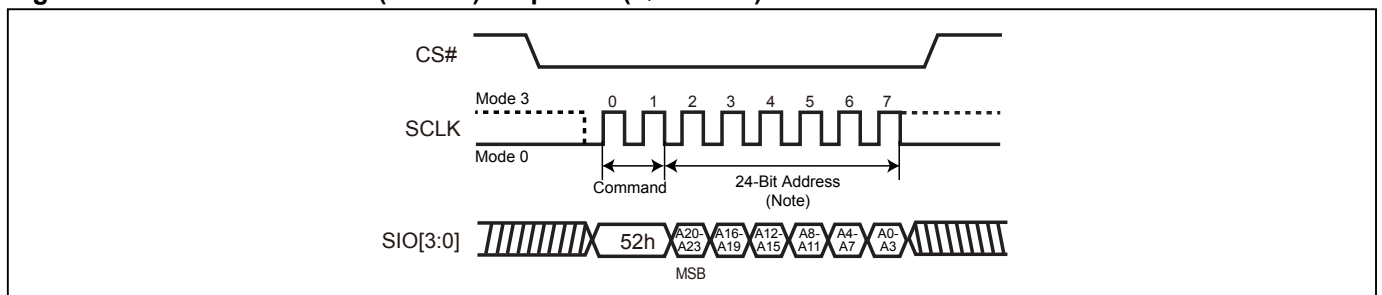 CS#
Mode 3
0 1 2 3 4 5 6 7
SCLK
Mode 0
Command
24-Bit Address
(Note)
SIO[3:0]
52h
A20-
A23
A16-
A19
A12-
A15
A8-
A11
A4-
A7
A0-
A3
MSB